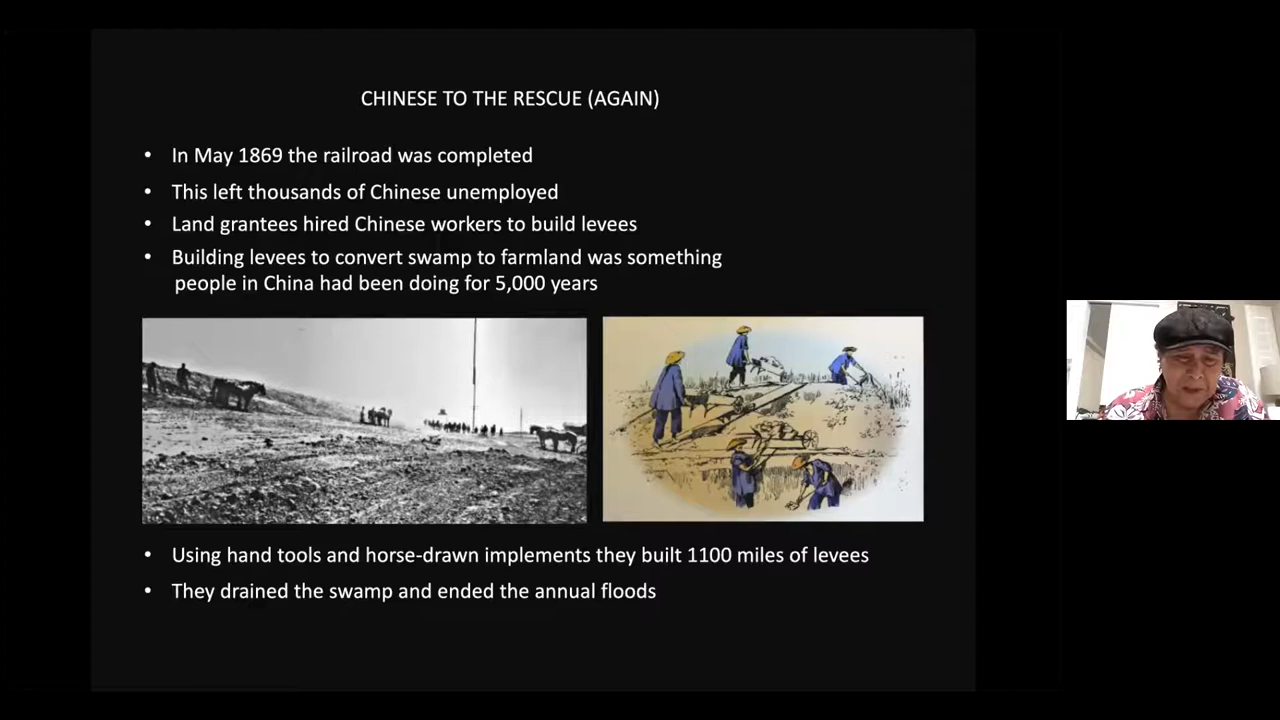 CHINESE TO THE RESCUE (AGAIN)
• In May 1869 the railroad was completed
• This left thousands of Chinese unemployed
• Land grantees hired Chinese workers to build levees
• Building levees to convert swamp to farmland was something
people in China had been doing for 5,000 years
• Using hand tools and horse-drawn implements they built 1100 miles of levees
• They drained the swamp and ended the annual floods